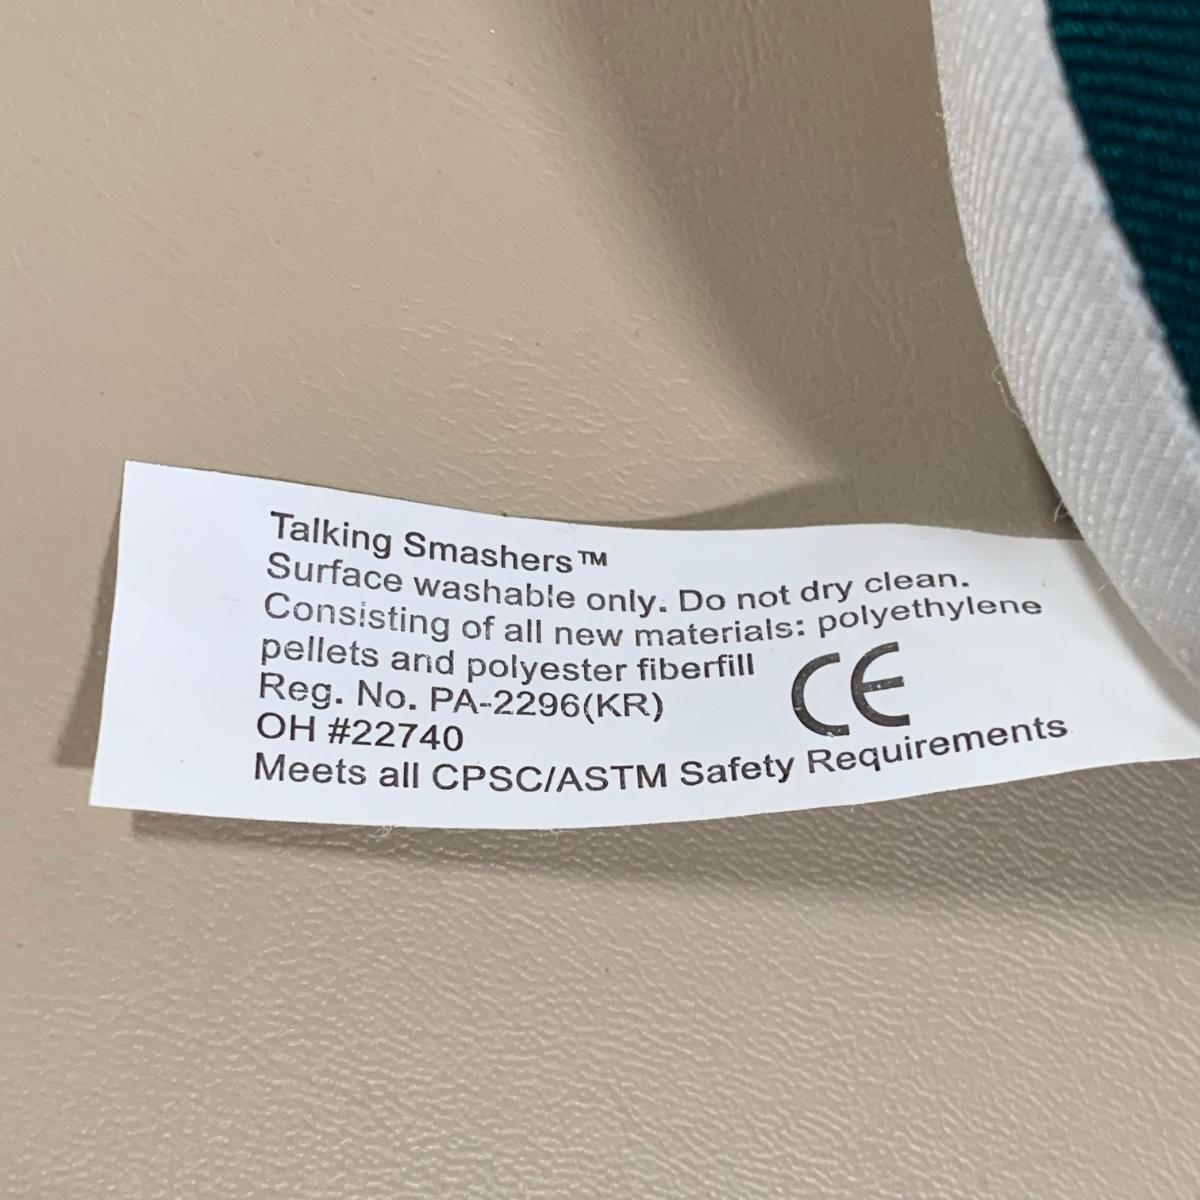 Talking Smashers™
Surface washable only. Do not dry clean.
Consisting of all new materials: polyethylene
pellets and polyester fiberfill
CE
Reg. No. PA-2296(KR)
OH #22740
Meets all CPSC/ASTM Safety Requirements